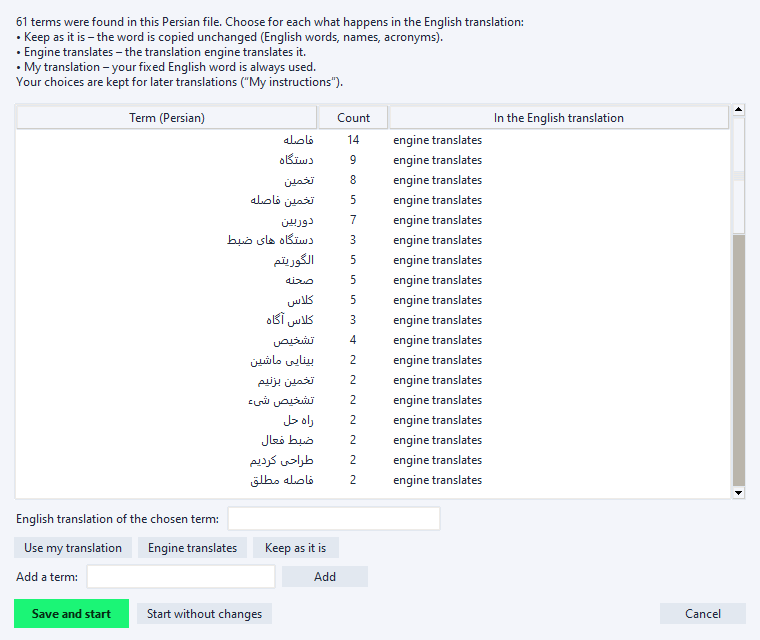 61 terms were found in this Persian file. Choose for each what happens in the English translation:
• Keep as it is – the word is copied unchanged (English words, names, acronyms).
• Engine translates – the translation engine translates it.
• My translation – your fixed English word is always used.
Your choices are kept for later translations (“My instructions”).
Term (Persian) Count In the English translation
فاصله 14 engine translates
دستگاه 9 engine translates
تخمین 8 engine translates
تخمین فاصله 5 engine translates
دوربین 7 engine translates
دستگاه های ضبط 3 engine translates
الگوریتم 5 engine translates
صحنه 5 engine translates
کلاس 5 engine translates
کلاس آگاه 3 engine translates
تشخیص 4 engine translates
بینایی ماشین 2 engine translates
تخمین بزنیم 2 engine translates
تشخیص شیء 2 engine translates
راه حل 2 engine translates
ضبط فعال 2 engine translates
طراحی کردیم 2 engine translates
فاصله مطلق 2 engine translates
English translation of the chosen term:
Use my translation Engine translates Keep as it is
Add a term: Add
Save and start Start without changes Cancel